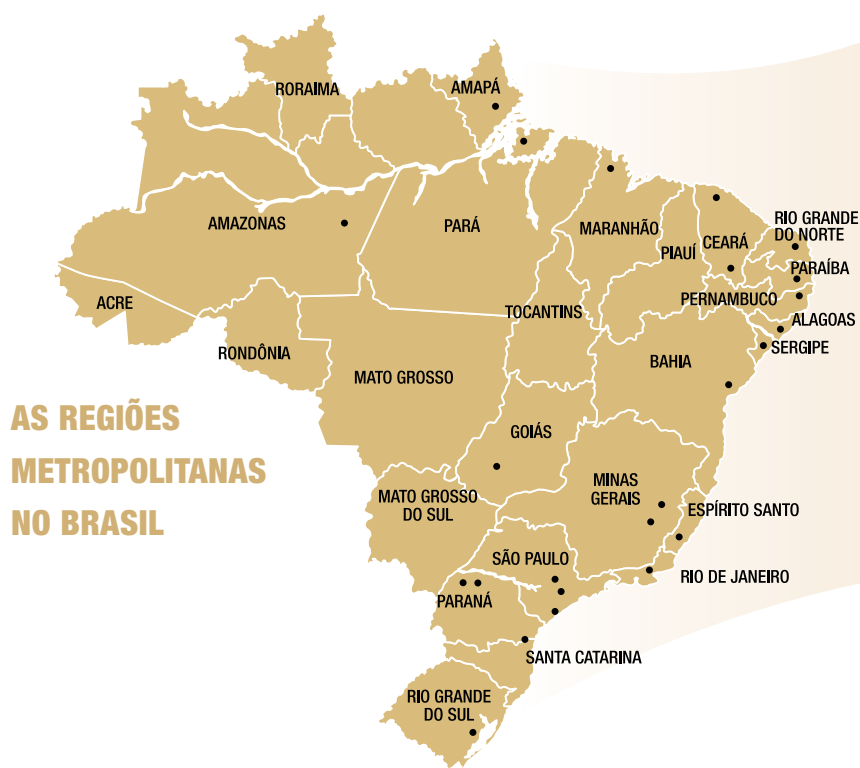 RORAIMA
AMAPÁ
AMAZONAS
PARÁ
MARANHÃO
CEARÁ
RIO GRANDE
DO NORTE
PIAUÍ
PARAÍBA
ACRE
PERNAMBUCO
TOCANTINS
ALAGOAS
SERGIPE
RONDÔNIA
BAHIA
MATO GROSSO
AS REGIÕES
METROPOLITANAS
NO BRASIL
GOIÁS
MINAS
GERAIS
MATO GROSSO
DO SUL
ESPÍRITO SANTO
SÃO PAULO
RIO DE JANEIRO
PARANÁ
SANTA CATARINA
RIO GRANDE
DO SUL